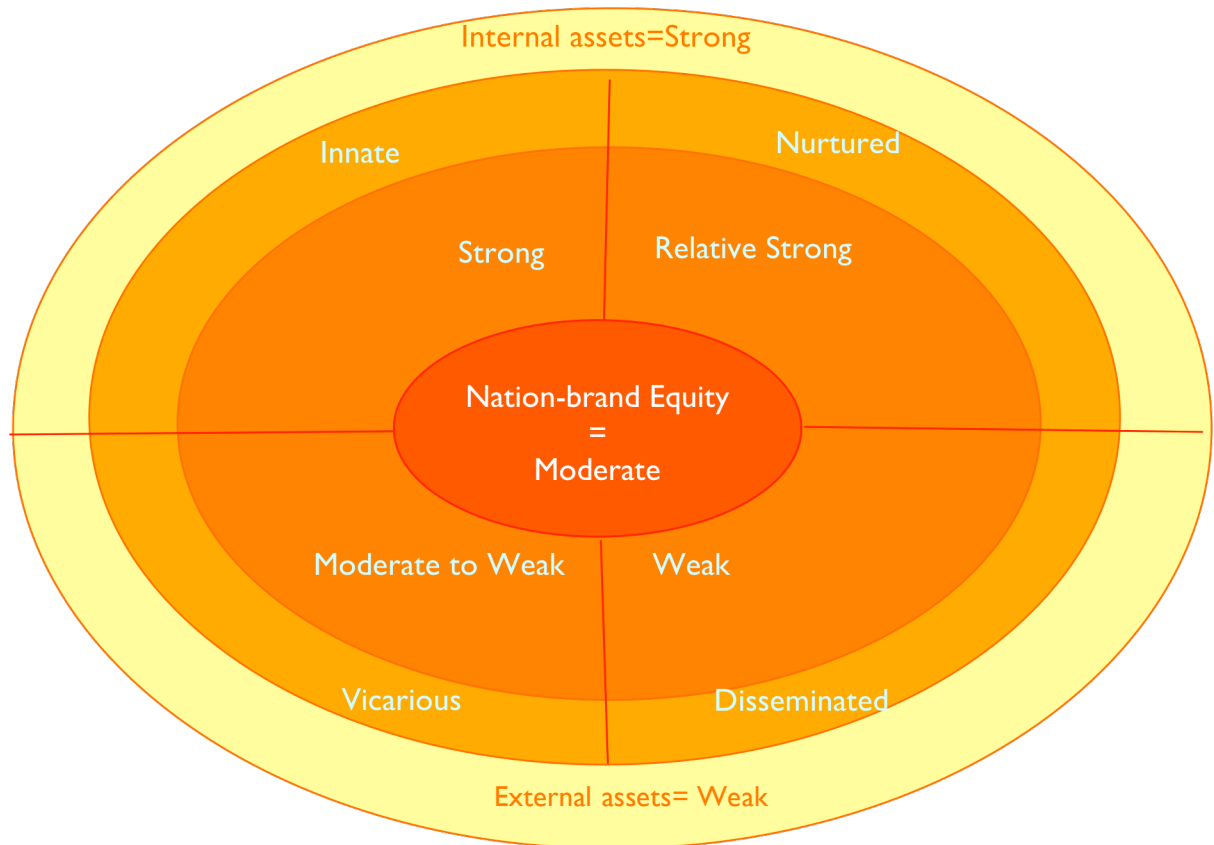 Internal assets=Strong
Innate
Nurtured
Strong
Relative Strong
Nation-brand Equity
=
Moderate
Moderate to Weak
Weak
Vicarious
Disseminated
External assets= Weak